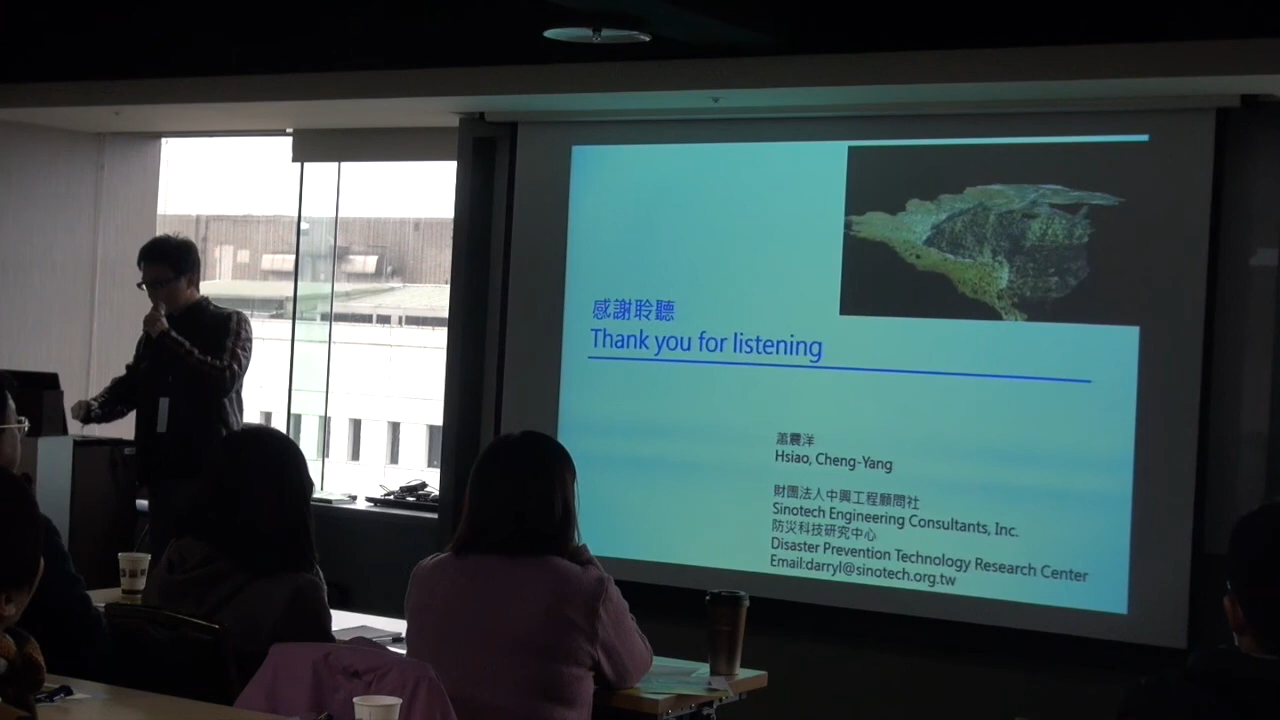 感謝聆聽
Thank you for listening
蕭震洋
Hsiao, Cheng-Yang
財團法人中興工程顧問社
Sinotech Engineering Consultants, Inc.
防災科技研究中心
Disaster Prevention Technology Research Center
Email:darryl@sinotech.org.tw